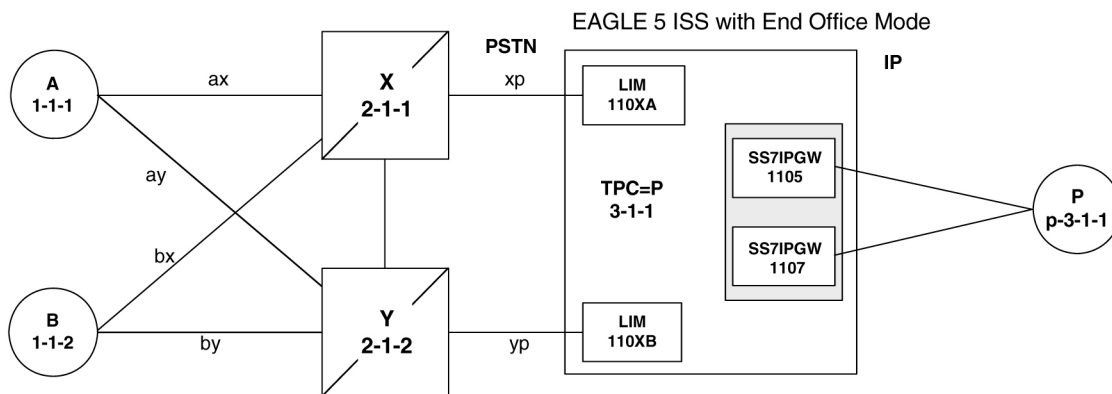 EAGLE 5 ISS with End Office Mode
PSTN
IP
A
1-1-1
ax
X
2-1-1
xp
LIM
110XA
ay
TPC=P
3-1-1
SS7IPGW
1105
SS7IPGW
1107
P
p-3-1-1
bx
B
1-1-2
by
Y
2-1-2
yp
LIM
110XB